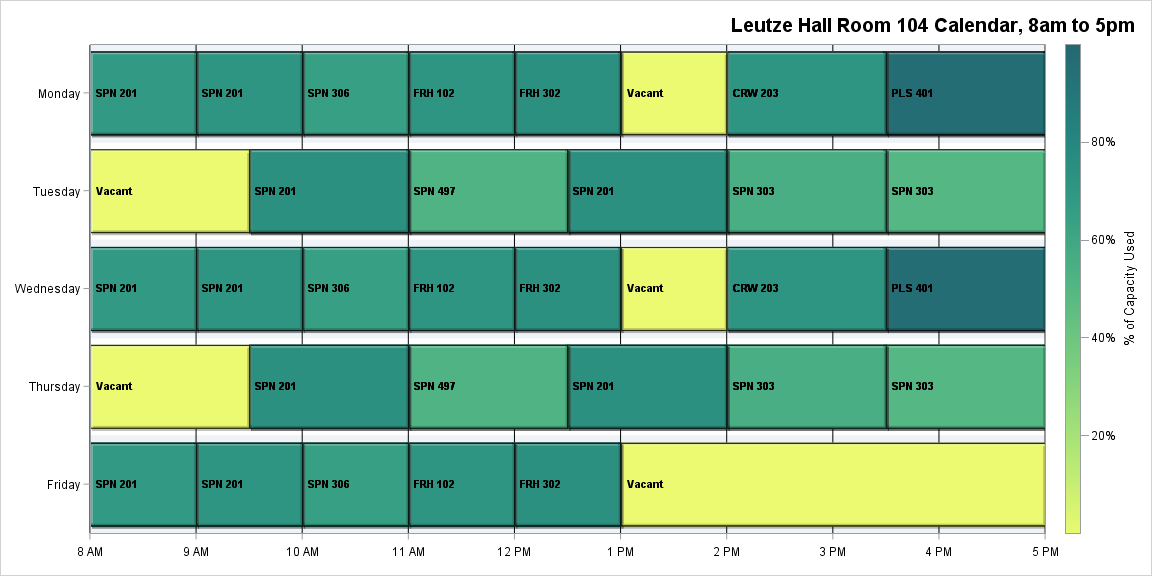 Leutze Hall Room 104 Calendar, 8am to 5pm
Monday
SPN 201
SPN 201
SPN 306
FRH 102
FRH 302
Vacant
CRW 203
PLS 401
Tuesday
Vacant
SPN 201
SPN 497
SPN 201
SPN 303
SPN 303
Wednesday
SPN 201
SPN 201
SPN 306
FRH 102
FRH 302
Vacant
CRW 203
PLS 401
Thursday
Vacant
SPN 201
SPN 497
SPN 201
SPN 303
SPN 303
Friday
SPN 201
SPN 201
SPN 306
FRH 102
FRH 302
Vacant
8 AM
9 AM
10 AM
11 AM
12 PM
1 PM
2 PM
3 PM
4 PM
5 PM
80%
60%
40%
20%
% of Capacity Used